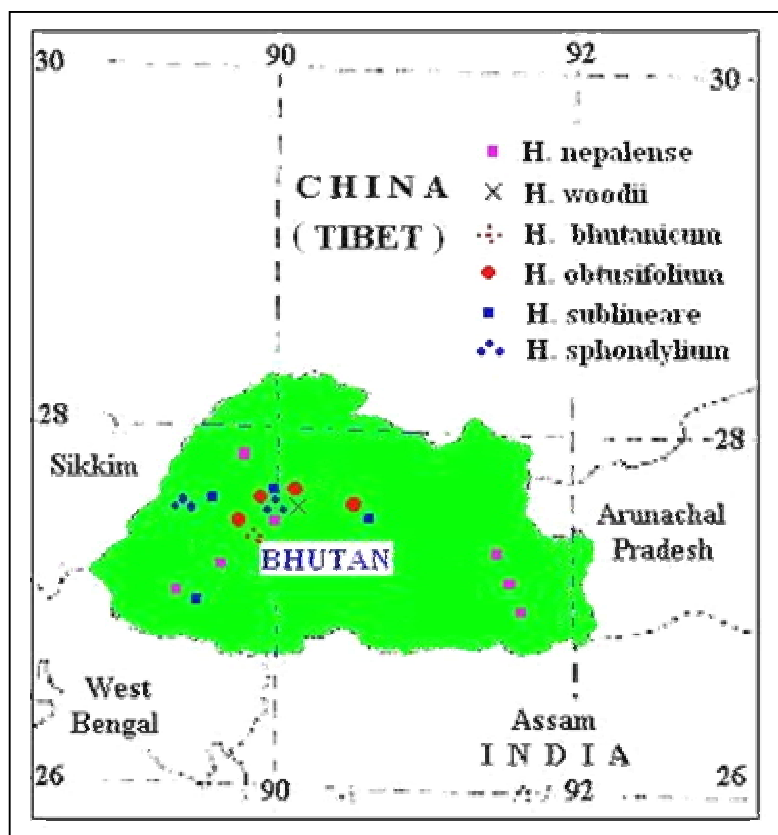 90 92
30 30
H. nepalense
CHINA
H. woodii
(TIBET)
H. bhutanicum
H. obtusifolium
H. sublineare
H. sphondylium
28 28
Sikkim
Arunachal
Pradesh
BHUTAN
West
Bengal
Assam
INDIA
26 26
90 92